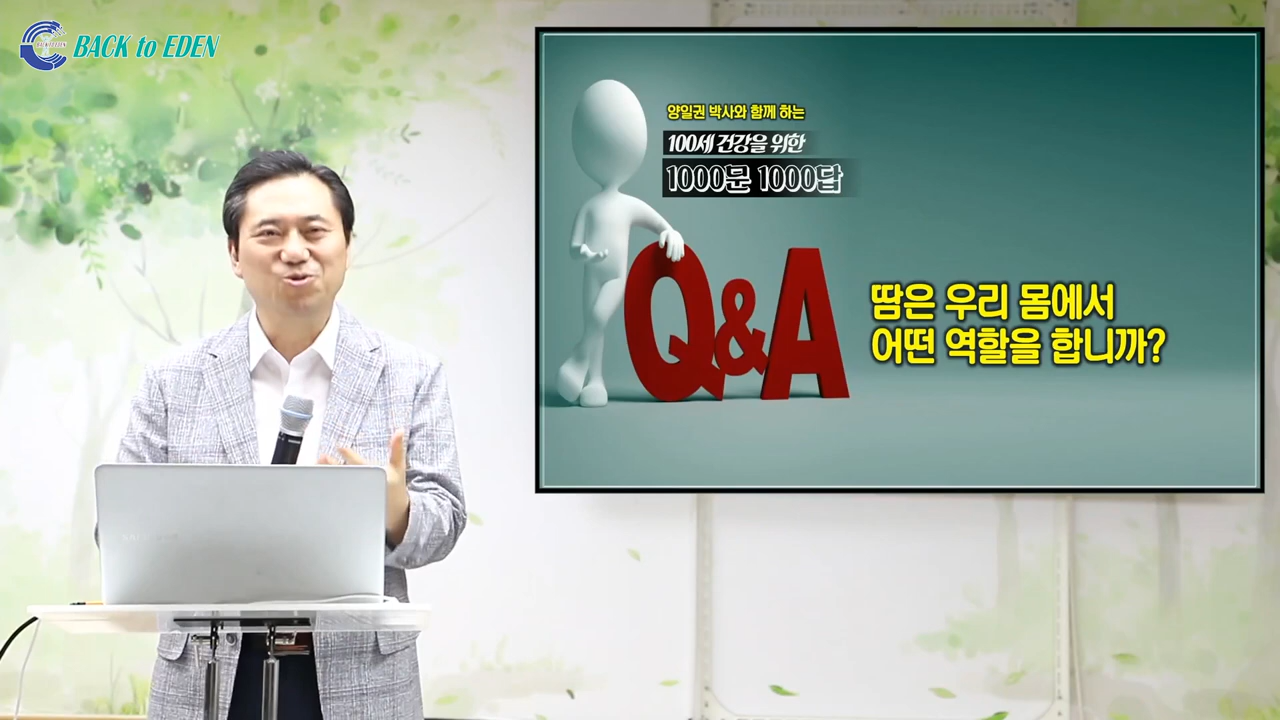 BACK to EDEN
양일권 박사와 함께 하는
100세 건강을 위한
1000문 1000답
Q&A
땀은 우리 몸에서
어떤 역할을 합니까?